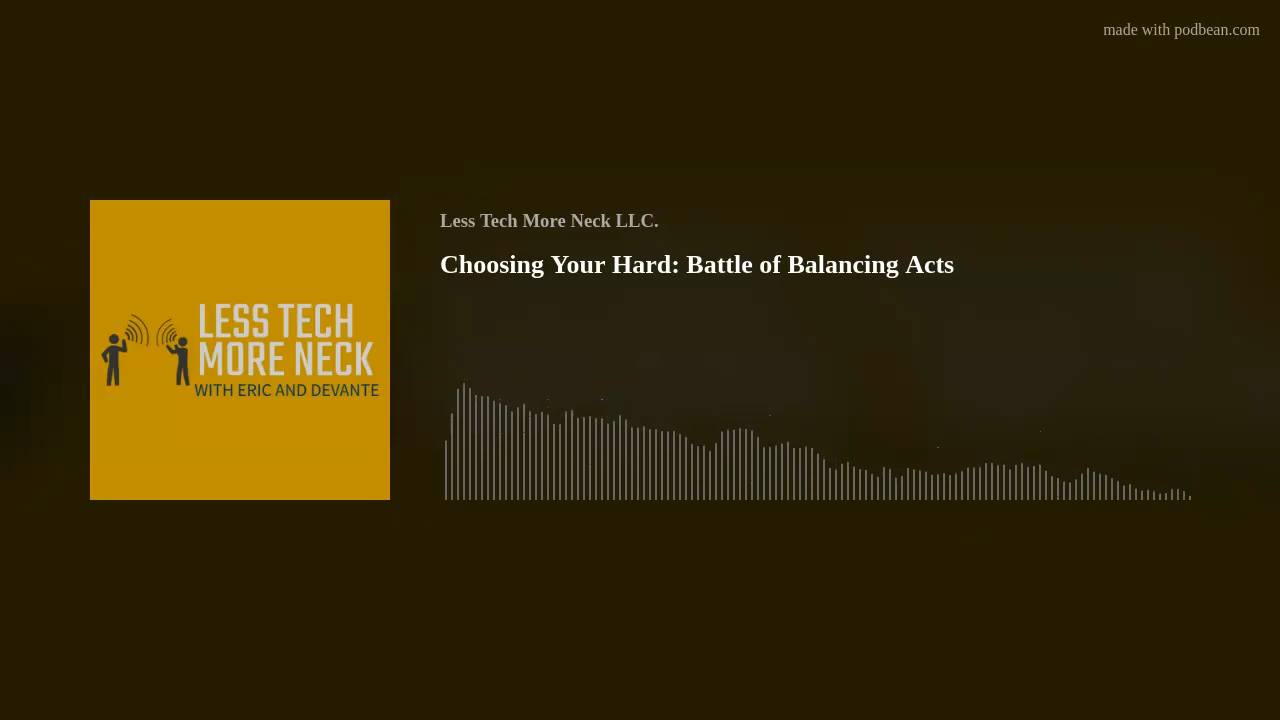 made with podbean.com
Less Tech More Neck LLC.
Choosing Your Hard: Battle of Balancing Acts
LESS TECH
MORE NECK
WITH ERIC AND DEVANTE